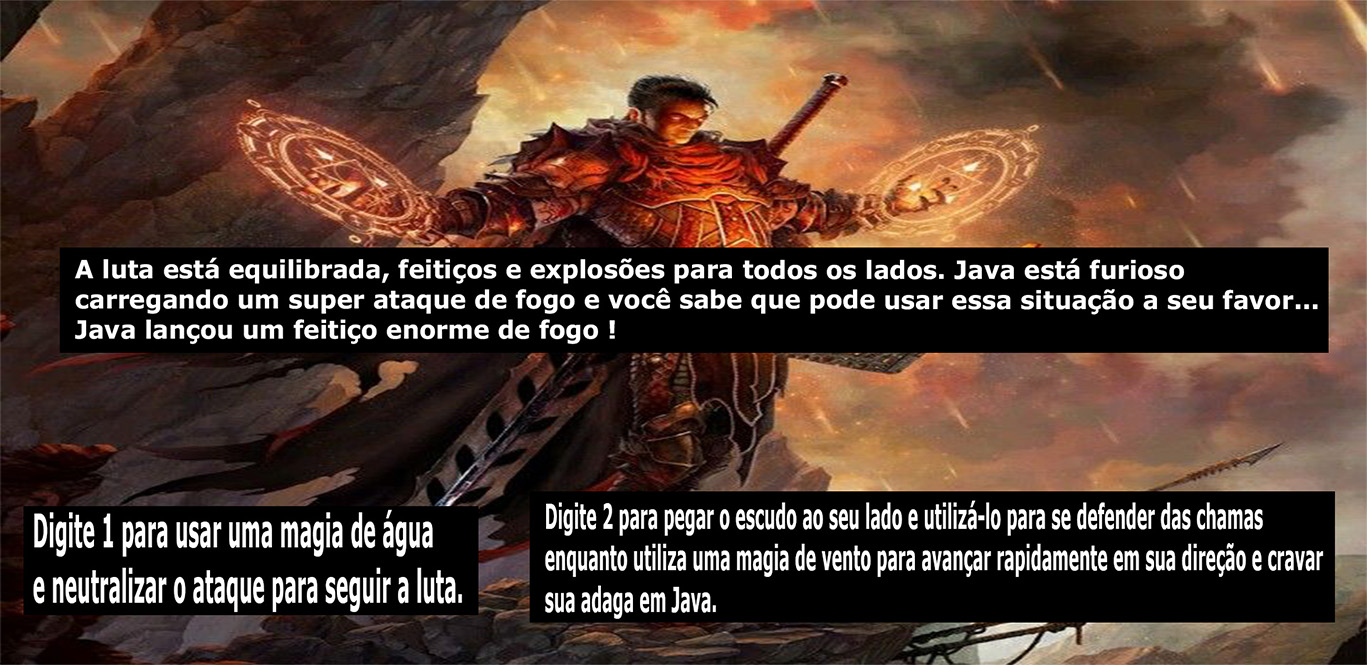 A luta está equilibrada, feitiços e explosões para todos os lados. Java está furioso
carregando um super ataque de fogo e você sabe que pode usar essa situação a seu favor...
Java lançou um feitiço enorme de fogo !
Digite 1 para usar uma magia de água
e neutralizar o ataque para seguir a luta.
Digite 2 para pegar o escudo ao seu lado e utilizá-lo para se defender das chamas
enquanto utiliza uma magia de vento para avançar rapidamente em sua direção e cravar
sua adaga em Java.